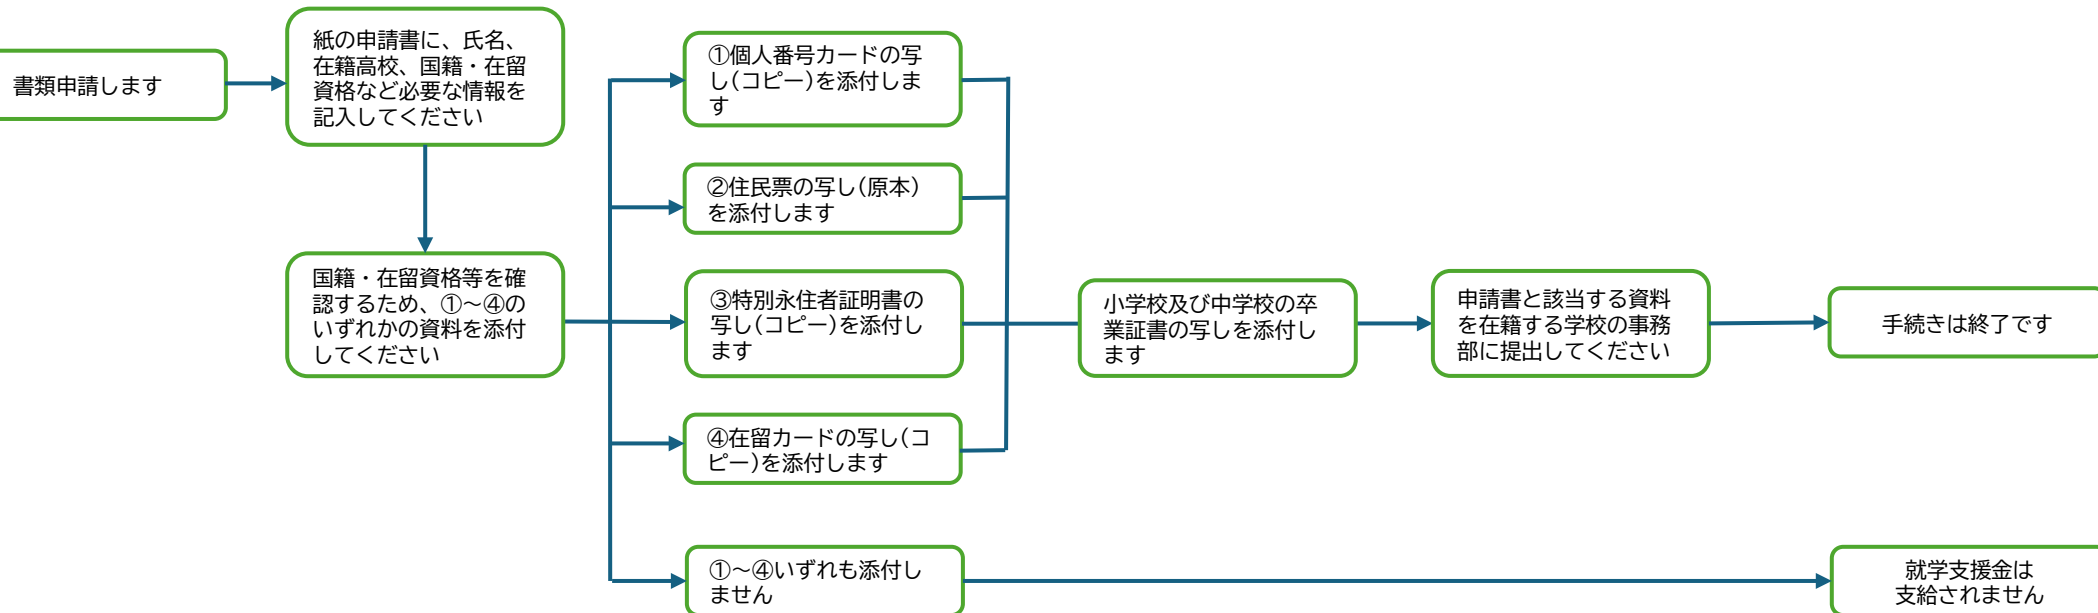 書類申請します
紙の申請書に、氏名、
在籍高校、国籍・在留
資格など必要な情報を
記入してください
国籍・在留資格等を確
認するため、①～④の
いずれかの資料を添付
してください
①個人番号カードの写
し(コピー)を添付しま
す
②住民票の写し(原本)
を添付します
③特別永住者証明書の
写し(コピー)を添付し
ます
④在留カードの写し(コ
ピー)を添付します
①～④いずれも添付し
ません
小学校及び中学校の卒
業証書の写しを添付し
ます
申請書と該当する資料
を在籍する学校の事務
部に提出してください
手続きは終了です
就学支援金は
支給されません